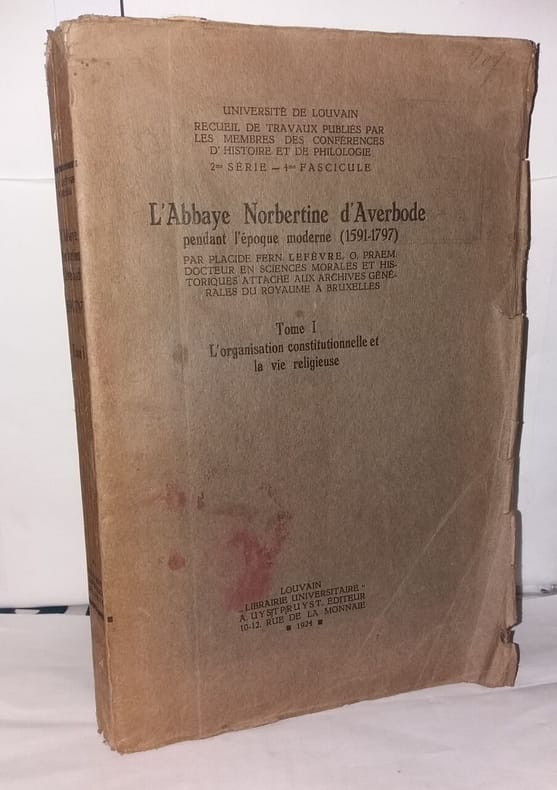 UNIVERSITÉ DE LOUVAIN
RECUEIL DE TRAVAUX PUBLIÉS PAR
LES MEMBRES DES CONFÉRENCES
D'HISTOIRE ET DE PHILOLOGIE
2me SÉRIE — 4me FASCICULE
L'Abbaye Norbertine d'Averbode
pendant l'époque moderne (1591-1797)
PAR PLACIDE FERN. LEFÈVRE, O. PRAEM
DOCTEUR EN SCIENCES MORALES ET HIS-
TORIQUES ATTACHE AUX ARCHIVES GÉNÉ-
RALES DU ROYAUME A BRUXELLES
Tome I
L'organisation constitutionnelle et
la vie religieuse
LOUVAIN
„LIBRAIRIE UNIVERSITAIRE"
A. UYSTPRUYST, ÉDITEUR
10-12, RUE DE LA MONNAIE
1924
Tome I